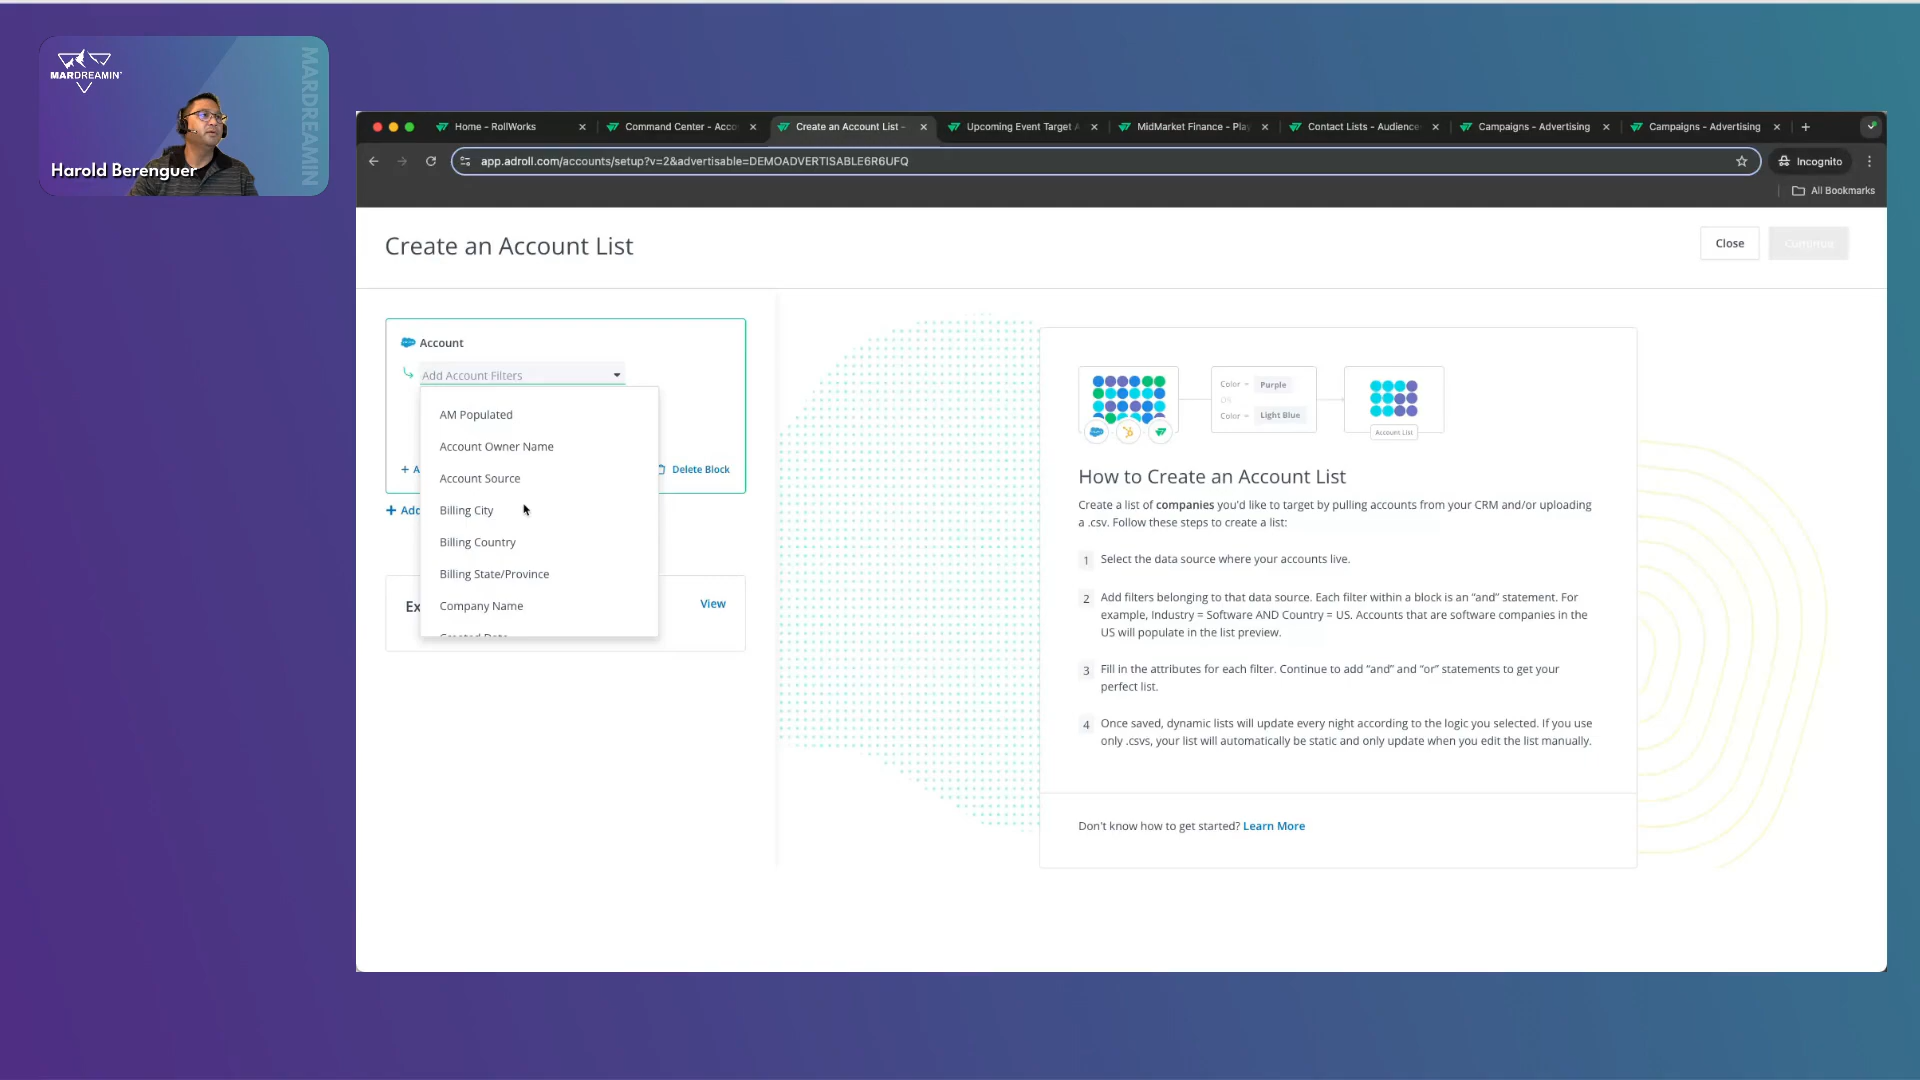 MARDREAMIN'
MARDREAMIN
Harold Berenguer
Home - RollWorks
Command Center - Acco
Create an Account List -
Upcoming Event Target A
MidMarket Finance - Play
Contact Lists - Audience
Campaigns - Advertising
Campaigns - Advertising
app.adroll.com/accounts/setup?v=2&advertisable=DEMOADVERTISABLE6R6UFQ
Incognito
All Bookmarks
Create an Account List
Close
Continue
Account
Add Account Filters
AM Populated
Account Owner Name
Account Source
Billing City
Billing Country
Billing State/Province
Company Name
Created Date
+ A
Delete Block
+ Add
Ex
View
Color = Purple
OR
Color = Light Blue
Account List
How to Create an Account List
Create a list of companies you'd like to target by pulling accounts from your CRM and/or uploading
a .csv. Follow these steps to create a list:
1 Select the data source where your accounts live.
2 Add filters belonging to that data source. Each filter within a block is an “and” statement. For
example, Industry = Software AND Country = US. Accounts that are software companies in the
US will populate in the list preview.
3 Fill in the attributes for each filter. Continue to add “and” and “or” statements to get your
perfect list.
4 Once saved, dynamic lists will update every night according to the logic you selected. If you use
only .csvs, your list will automatically be static and only update when you edit the list manually.
Don't know how to get started? Learn More